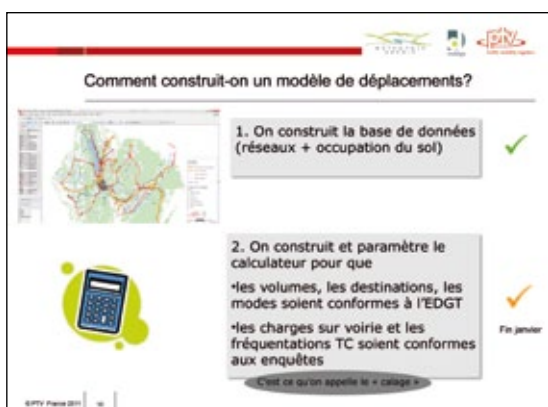 ptv
Comment construit-on un modèle de déplacements?
1. On construit la base de données
(réseaux + occupation du sol)
2. On construit et paramètre le
calculateur pour que
•les volumes, les destinations, les
modes soient conformes à l'EDGT
•les charges sur voirie et les
fréquentations TC soient conformes
aux enquêtes
Fin janvier
C'est ce qu'on appelle le « calage »
©PTV France 2011